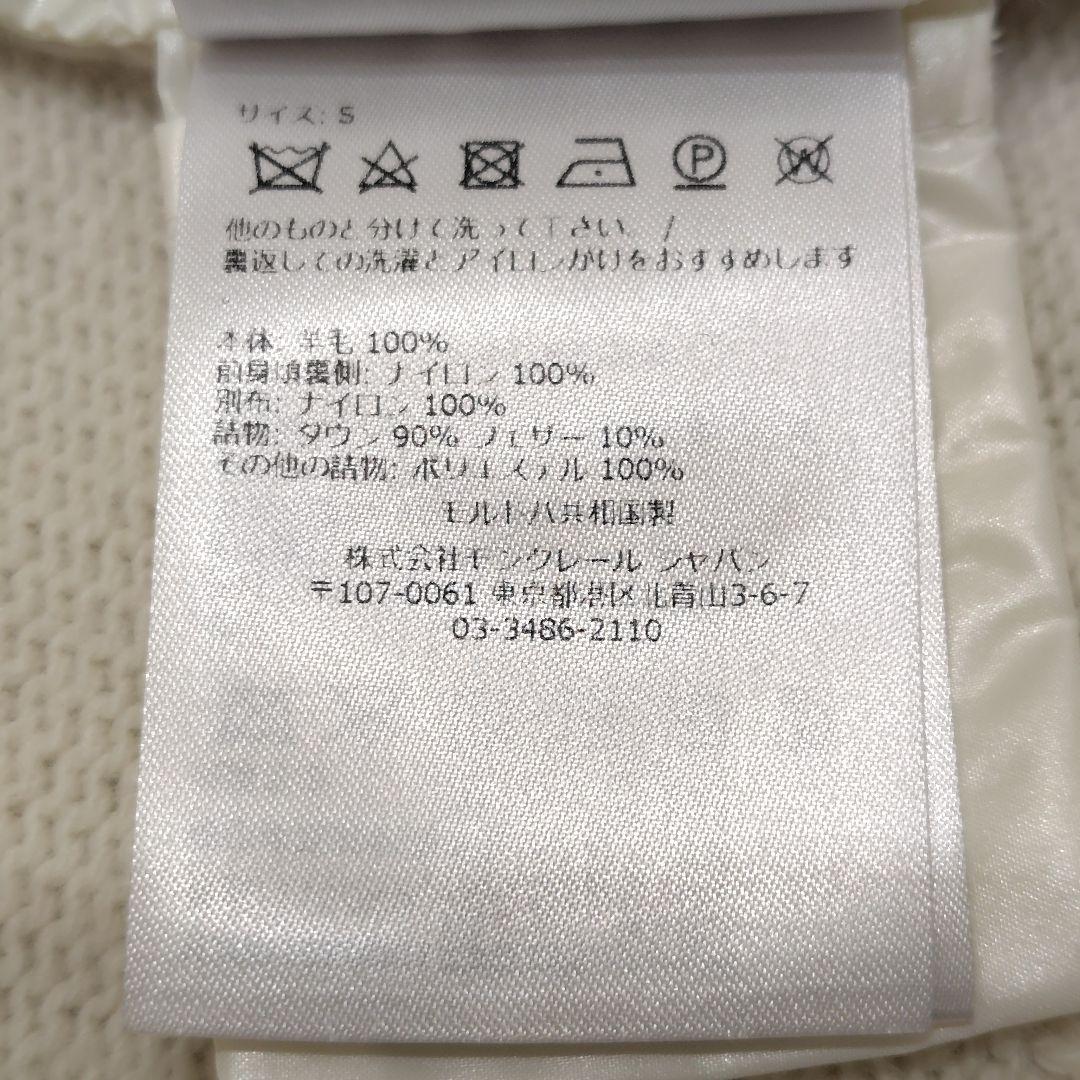 サイズ: S
P
W
他のものと分けて洗って下さい /
裏返しての洗濯とアイロンがけをおすすめします
本体: 羊毛 100%
前身頃裏側: ナイロン 100%
別布: ナイロン 100%
詰物: ダウン 90% フェザー 10%
その他の詰物: ポリエステル 100%
モルドバ共和国製
株式会社モンクレール ジャパン
〒107-0061 東京都港区北青山3-6-7
03-3486-2110